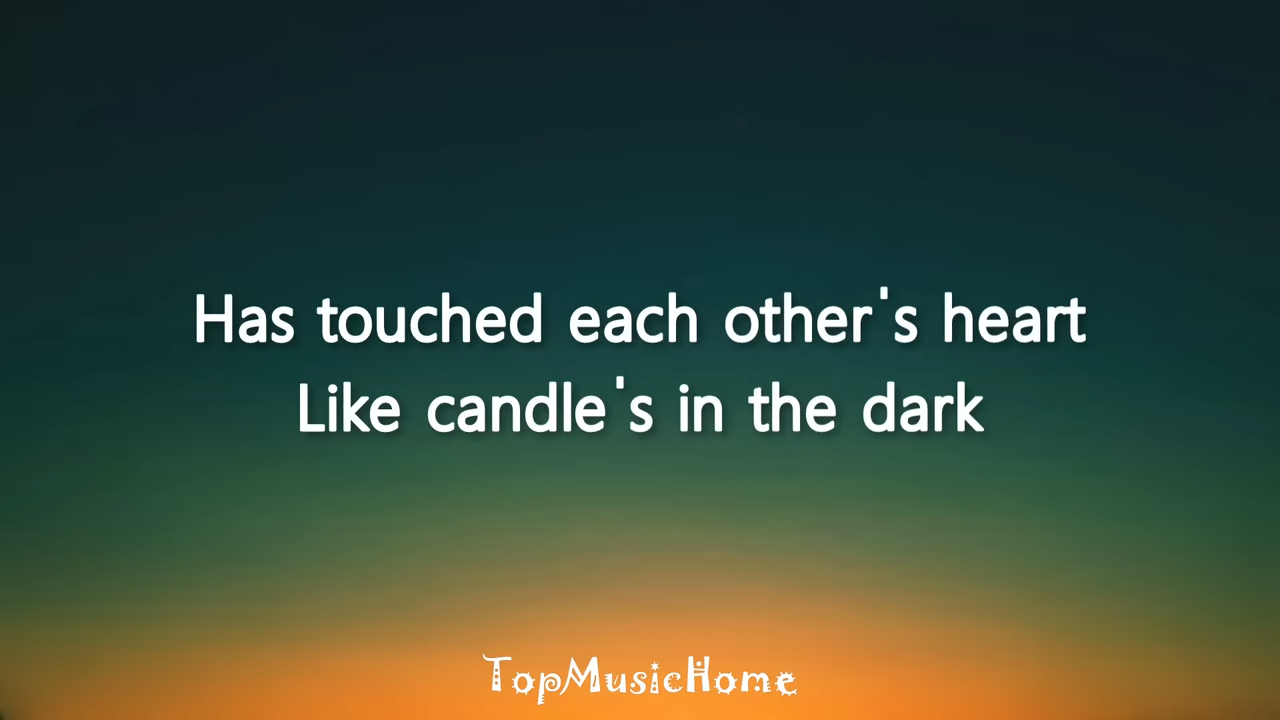 Has touched each other's heart
Like candle's in the dark
TopMusicHome